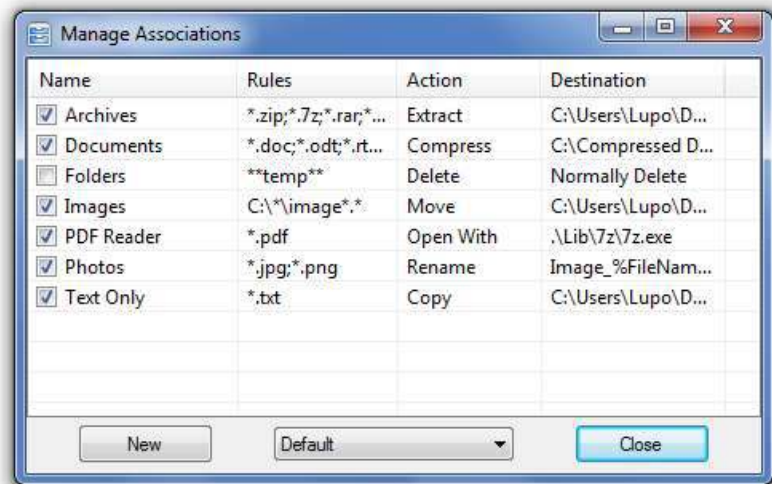 Manage Associations
Name Rules Action Destination
Archives *.zip;*.7z;*.rar;*... Extract C:\Users\Lupo\D...
Documents *.doc;*.odt;*.rt... Compress C:\Compressed D...
Folders **temp** Delete Normally Delete
Images C:\*\image*.* Move C:\Users\Lupo\D...
PDF Reader *.pdf Open With .\Lib\7z\7z.exe
Photos *.jpg;*.png Rename Image_%FileNam...
Text Only *.txt Copy C:\Users\Lupo\D...
New Default Close